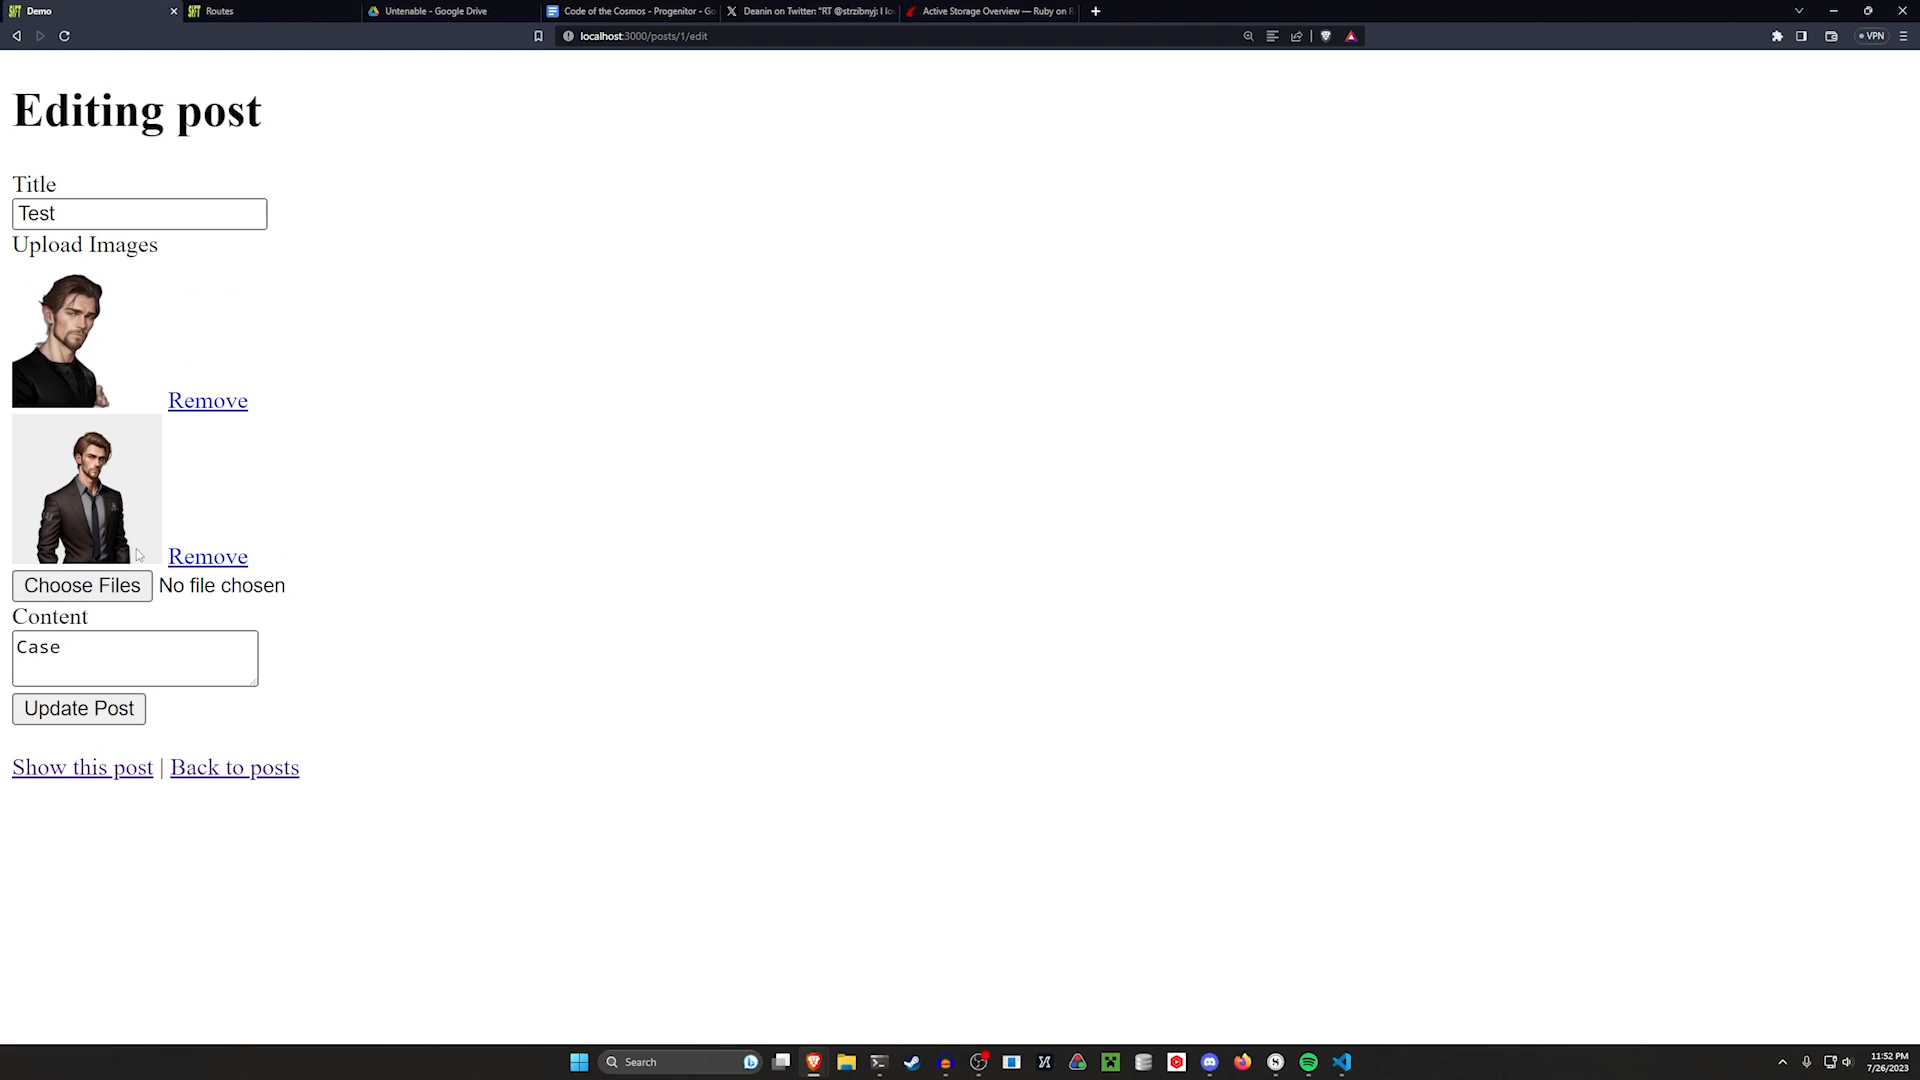 Demo
Routes
Untenable - Google Drive
Code of the Cosmos - Progenitor - Go
Deanin on Twitter: "RT @strzibnyj: I lo
Active Storage Overview — Ruby on R
localhost:3000/posts/1/edit
VPN
Editing post
Title
Test
Upload Images
Remove
Remove
Choose Files No file chosen
Content
Case
Update Post
Show this post | Back to posts
Search
11:52 PM
7/26/2023